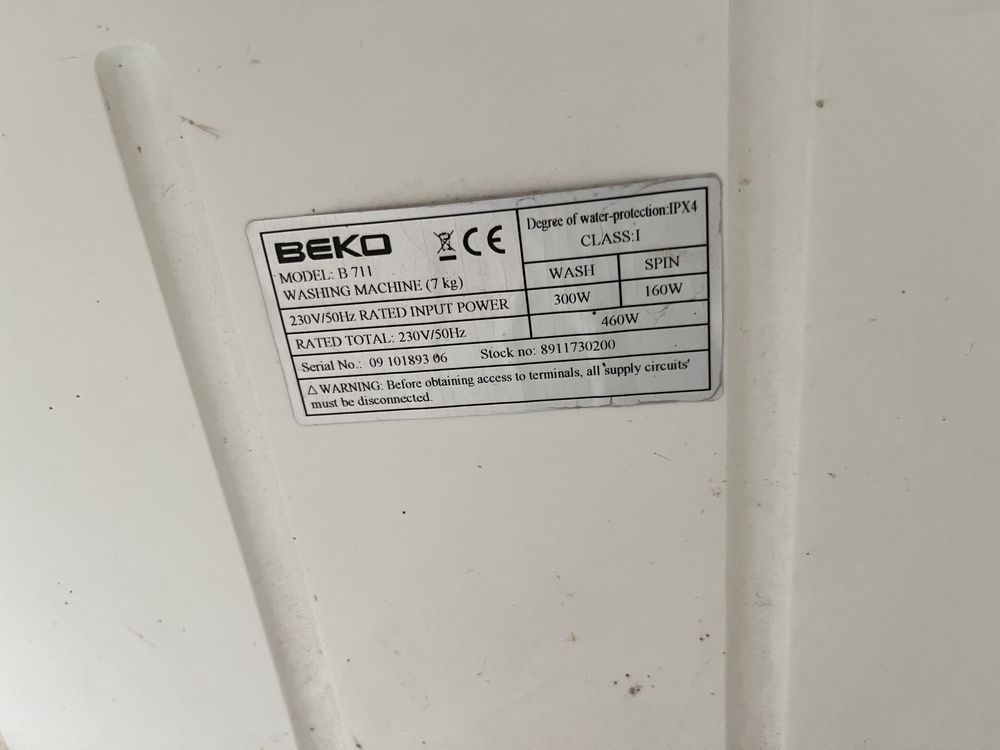 BEKO CE
MODEL: B 711
WASHING MACHINE (7 kg)
Degree of water-protection:IPX4
CLASS:I
WASH SPIN
230V/50Hz RATED INPUT POWER 300W 160W
RATED TOTAL: 230V/50Hz 460W
Serial No.: 09 101893 06 Stock no: 8911730200
⚠ WARNING: Before obtaining access to terminals, all 'supply circuits'
must be disconnected.